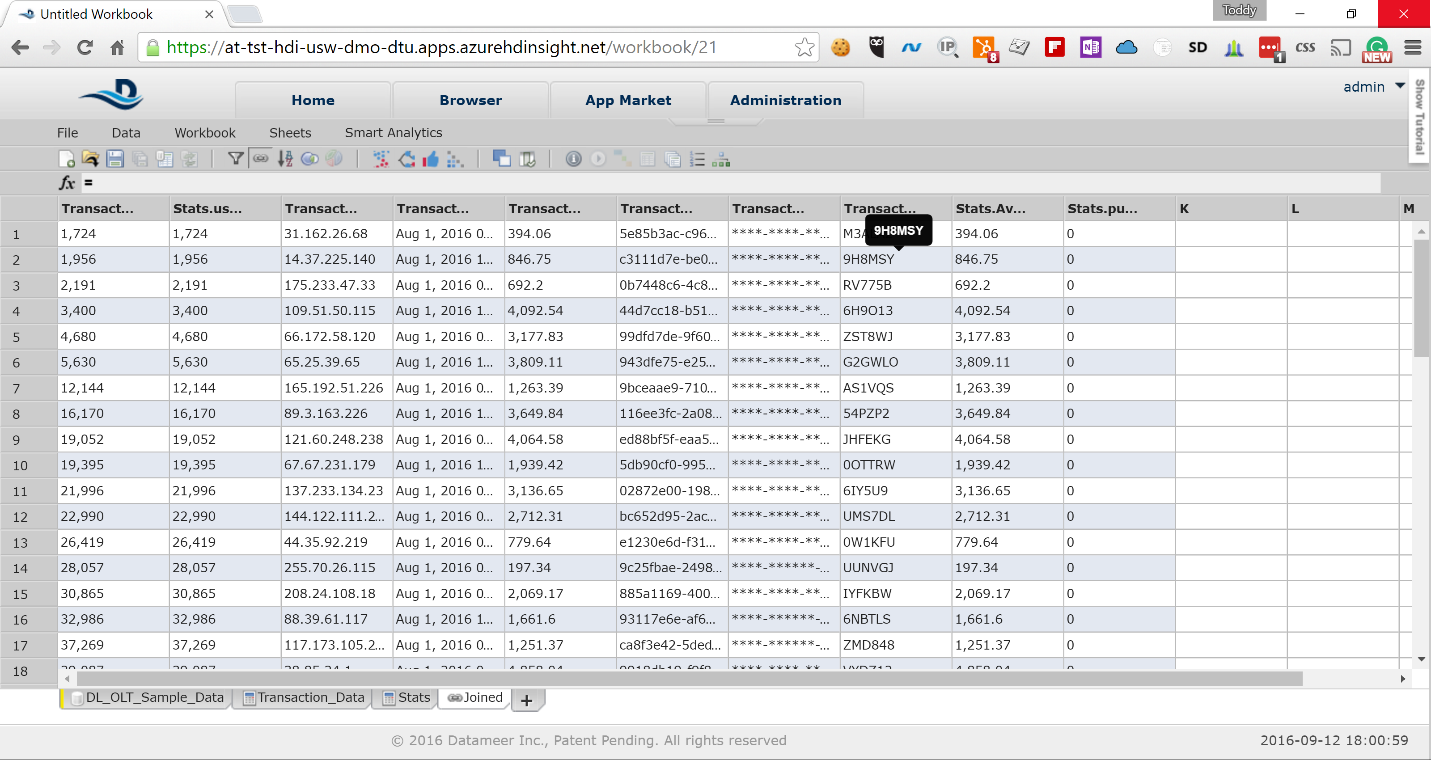 Untitled Workbook
Toddy
https://at-tst-hdi-usw-dmo-dtu.apps.azurehdinsight.net/workbook/21
IP 8 F N SD 1 CSS NEW
D
Home Browser App Market Administration admin
Show Tutorial
File Data Workbook Sheets Smart Analytics
fx =
Transact... Stats.us... Transact... Transact... Transact... Transact... Transact... Transact... Stats.Av... Stats.pu... K L M
9H8MSY
1 1,724 1,724 31.162.26.68 Aug 1, 2016 0... 394.06 5e85b3ac-c96... ****-****-**... 394.06 0
2 1,956 1,956 14.37.225.140 Aug 1, 2016 1... 846.75 c3111d7e-be0... ****-****-**... 9H8MSY 846.75 0
3 2,191 2,191 175.233.47.33 Aug 1, 2016 0... 692.2 0b7448c6-4c8... ****-****-**... RV775B 692.2 0
4 3,400 3,400 109.51.50.115 Aug 1, 2016 0... 4,092.54 44d7cc18-b51... ****-****-**... 6H9O13 4,092.54 0
5 4,680 4,680 66.172.58.120 Aug 1, 2016 0... 3,177.83 99dfd7de-9f60... ****-****-**... ZST8WJ 3,177.83 0
6 5,630 5,630 65.25.39.65 Aug 1, 2016 1... 3,809.11 943dfe75-e25... ****-****-**... G2GWLO 3,809.11 0
7 12,144 12,144 165.192.51.226 Aug 1, 2016 0... 1,263.39 9bceaae9-710... ****-****-**... AS1VQS 1,263.39 0
8 16,170 16,170 89.3.163.226 Aug 1, 2016 1... 3,649.84 116ee3fc-2a08... ****-****-**... 54PZP2 3,649.84 0
9 19,052 19,052 121.60.248.238 Aug 1, 2016 0... 4,064.58 ed88bf5f-eaa5... ****-****-**... JHFEKG 4,064.58 0
10 19,395 19,395 67.67.231.179 Aug 1, 2016 1... 1,939.42 5db90cf0-995... ****-****-**... 0OTTRW 1,939.42 0
11 21,996 21,996 137.233.134.23 Aug 1, 2016 0... 3,136.65 02872e00-198... ****-****-**... 6IY5U9 3,136.65 0
12 22,990 22,990 144.122.111.2... Aug 1, 2016 0... 2,712.31 bc652d95-2ac... ****-****-**... UMS7DL 2,712.31 0
13 26,419 26,419 44.35.92.219 Aug 1, 2016 0... 779.64 e1230e6d-f31... ****-****-**... 0W1KFU 779.64 0
14 28,057 28,057 255.70.26.115 Aug 1, 2016 0... 197.34 9c25fbae-2498... ****-******-... UUNVGJ 197.34 0
15 30,865 30,865 208.24.108.18 Aug 1, 2016 1... 2,069.17 885a1169-400... ****-****-**... IYFKBW 2,069.17 0
16 32,986 32,986 88.39.61.117 Aug 1, 2016 1... 1,661.6 93117e6e-af6... ****-******-... 6NBTLS 1,661.6 0
17 37,269 37,269 117.173.105.2... Aug 1, 2016 0... 1,251.37 ca8f3e42-5ded... ****-******-... ZMD848 1,251.37 0
18
DL_OLT_Sample_Data Transaction_Data Stats Joined +
© 2016 Datameer Inc., Patent Pending. All rights reserved 2016-09-12 18:00:59